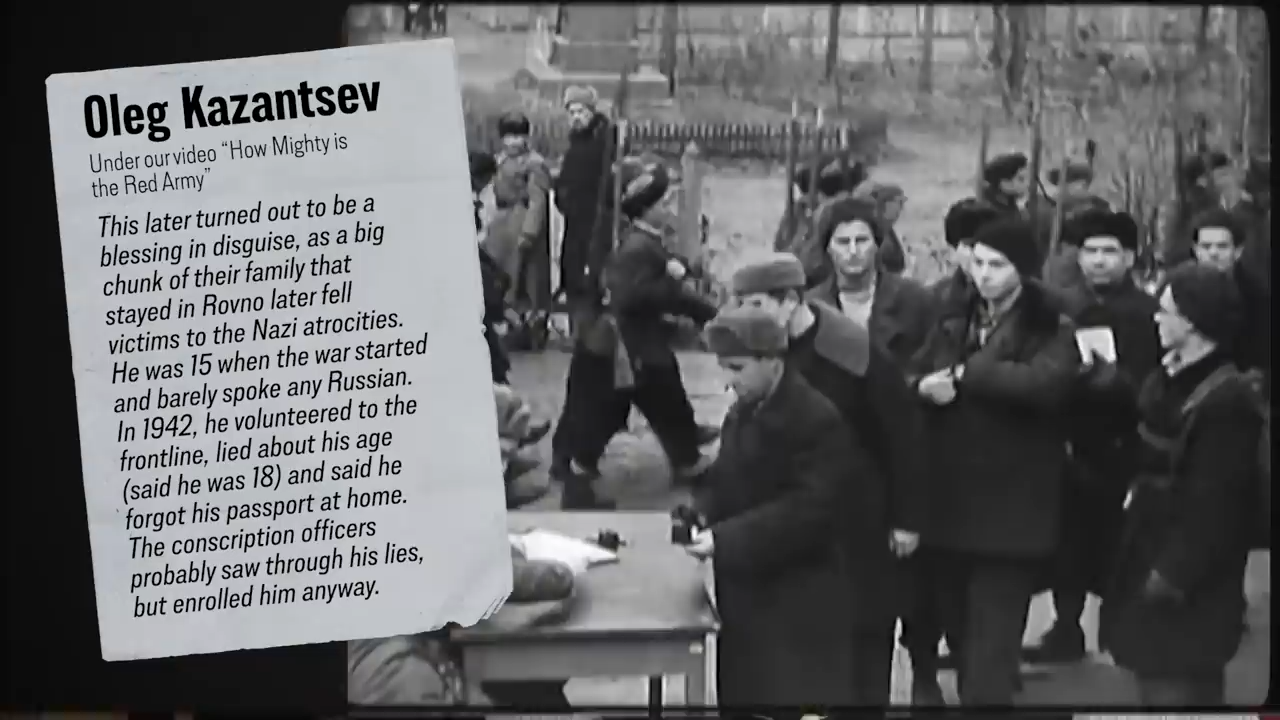 Oleg Kazantsev
Under our video “How Mighty is
the Red Army”
This later turned out to be a
blessing in disguise, as a big
chunk of their family that
stayed in Rovno later fell
victims to the Nazi atrocities.
He was 15 when the war started
and barely spoke any Russian.
In 1942, he volunteered to the
frontline, lied about his age
(said he was 18) and said he
forgot his passport at home.
The conscription officers
probably saw through his lies,
but enrolled him anyway.